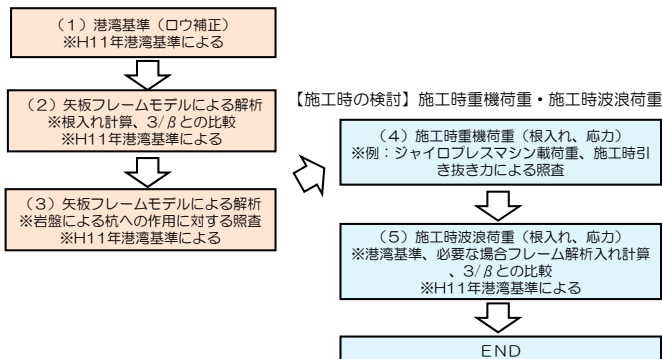 （1）港湾基準（ロウ補正）
※H11年港湾基準による
（2）矢板フレームモデルによる解析
※根入れ計算、3/βとの比較
※H11年港湾基準による
（3）矢板フレームモデルによる解析
※岩盤による杭への作用に対する照査
※H11年港湾基準による
【施工時の検討】施工時重機荷重・施工時波浪荷重
（4）施工時重機荷重（根入れ、応力）
※例：ジャイロプレスマシン載荷重、施工時引
き抜き力による照査
（5）施工時波浪荷重（根入れ、応力）
※港湾基準、必要な場合フレーム解析入れ計算
、3/βとの比較
※H11年港湾基準による
END